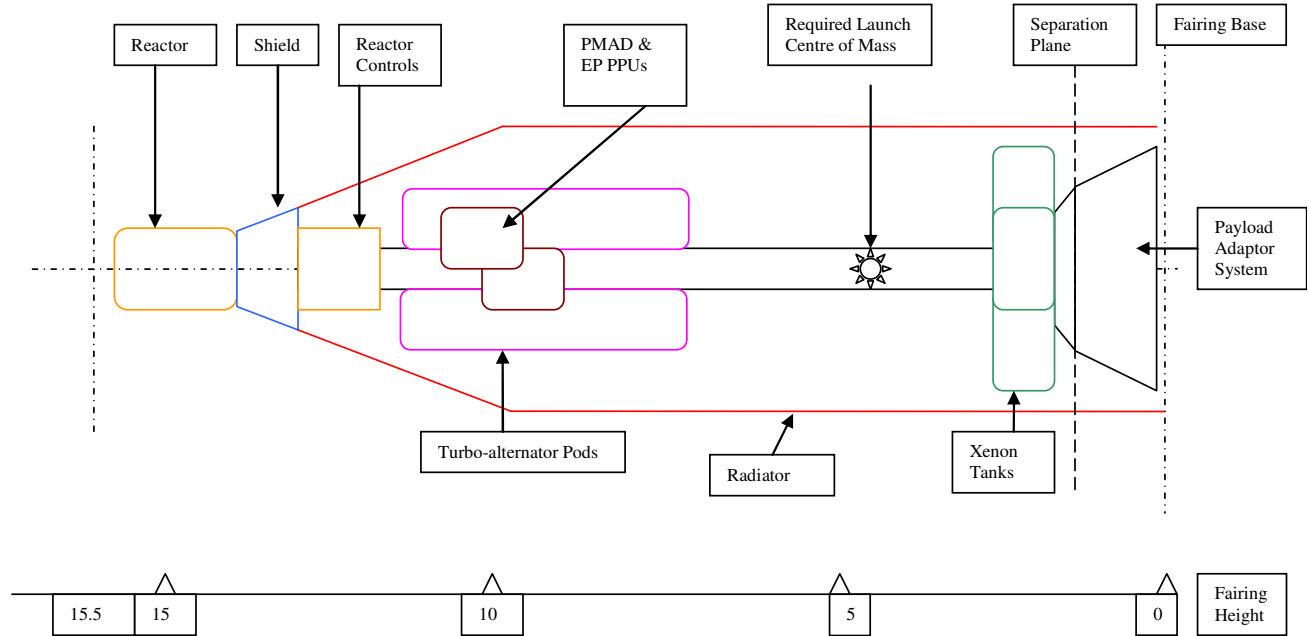 Reactor
Shield
Reactor
Controls
PMAD &
EP PPUs
Required Launch
Centre of Mass
Separation
Plane
Fairing Base
Payload
Adaptor
System
Turbo-alternator Pods
Radiator
Xenon
Tanks
15.5
15
10
5
0
Fairing
Height